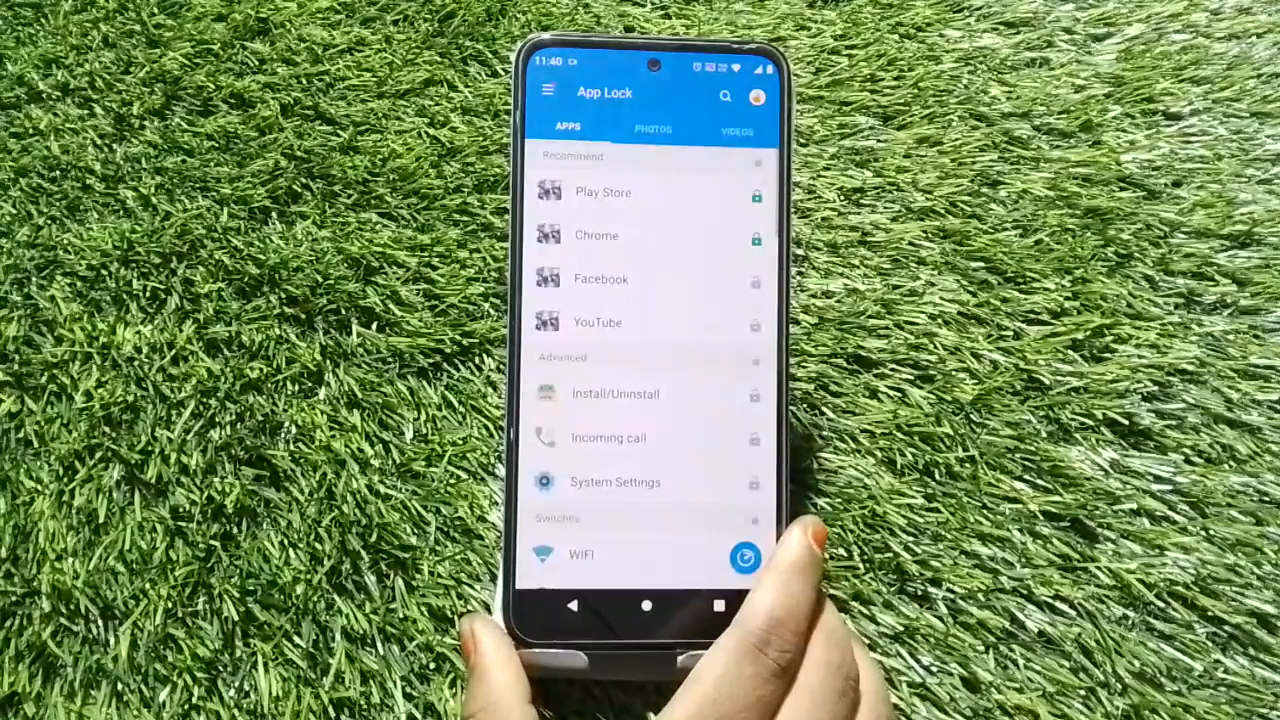 11:40
App Lock
APPS PHOTOS VIDEOS
Recommend
Play Store
Chrome
Facebook
YouTube
Advanced
Install/Uninstall
Incoming call
System Settings
Switches
WIFI